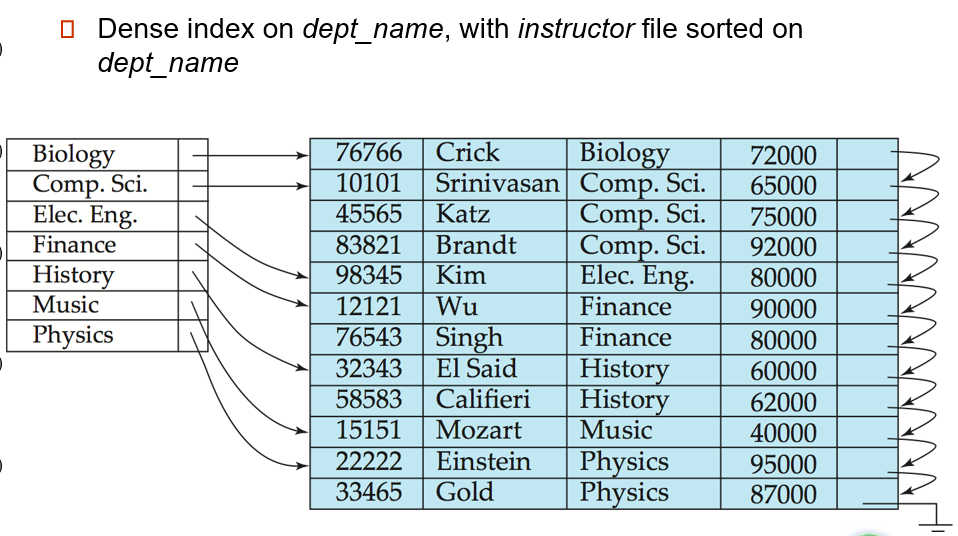 Dense index on dept_name, with instructor file sorted on
dept_name
Biology
Comp. Sci.
Elec. Eng.
Finance
History
Music
Physics
76766 Crick Biology 72000
10101 Srinivasan Comp. Sci. 65000
45565 Katz Comp. Sci. 75000
83821 Brandt Comp. Sci. 92000
98345 Kim Elec. Eng. 80000
12121 Wu Finance 90000
76543 Singh Finance 80000
32343 El Said History 60000
58583 Califieri History 62000
15151 Mozart Music 40000
22222 Einstein Physics 95000
33465 Gold Physics 87000